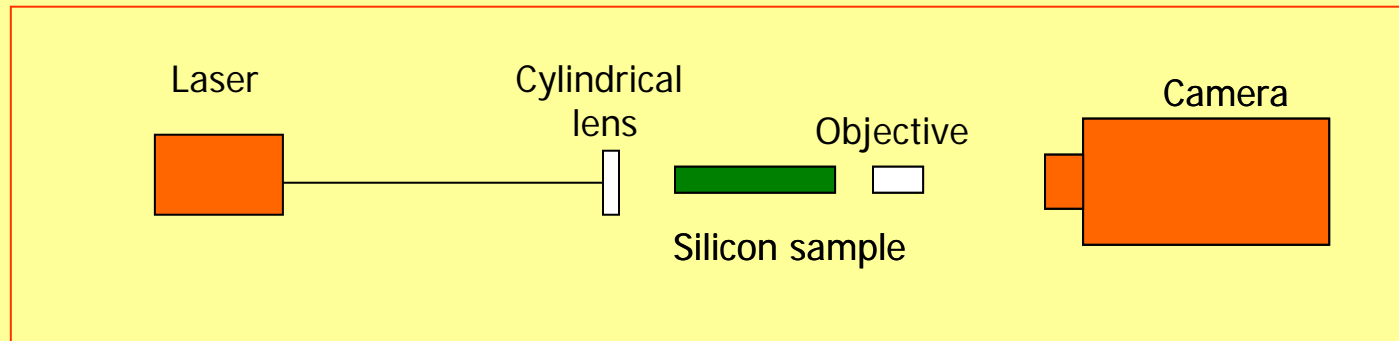 Laser
Cylindrical
lens
Objective
Camera
Silicon sample